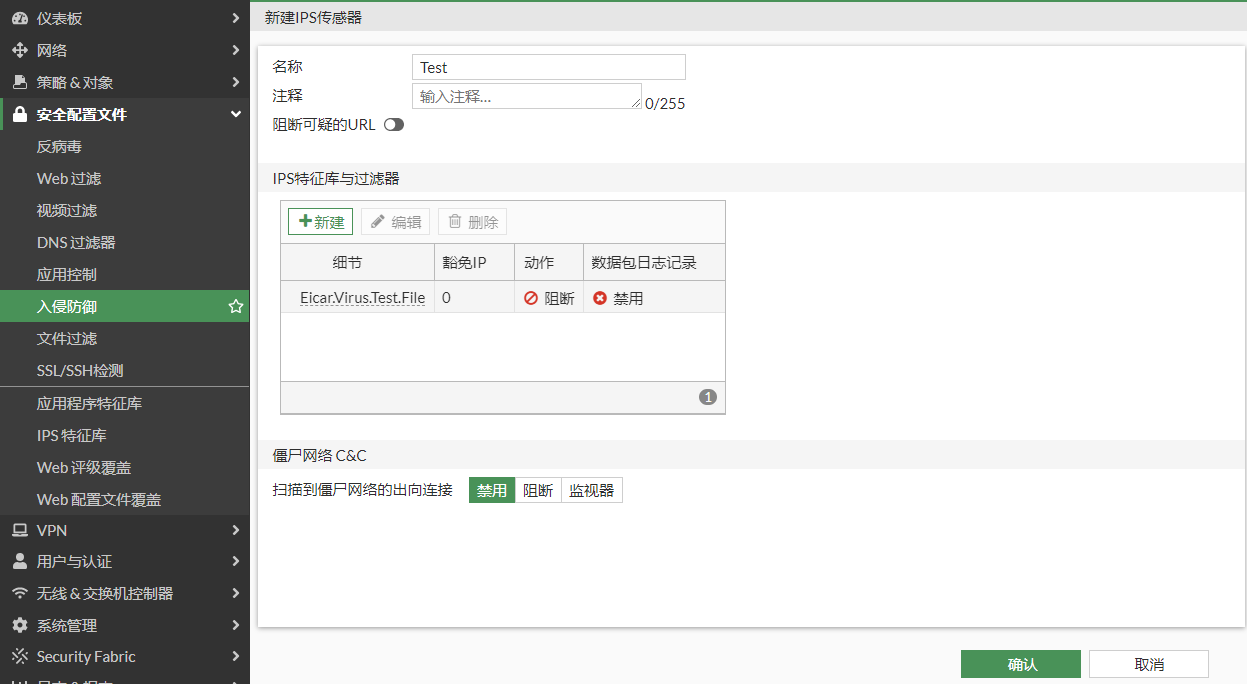 仪表板
网络
策略 & 对象
安全配置文件
反病毒
Web 过滤
视频过滤
DNS 过滤器
应用控制
入侵防御
文件过滤
SSL/SSH检测
应用程序特征库
IPS 特征库
Web 评级覆盖
Web 配置文件覆盖
VPN
用户与认证
无线 & 交换机控制器
系统管理
Security Fabric
新建IPS传感器
名称 Test
注释 输入注释... 0/255
阻断可疑的URL
IPS特征库与过滤器
新建 编辑 删除
细节 豁免IP 动作 数据包日志记录
Eicar.Virus.Test.File 0 阻断 禁用
1
僵尸网络 C&C
扫描到僵尸网络的出向连接 禁用 阻断 监视器
确认 取消